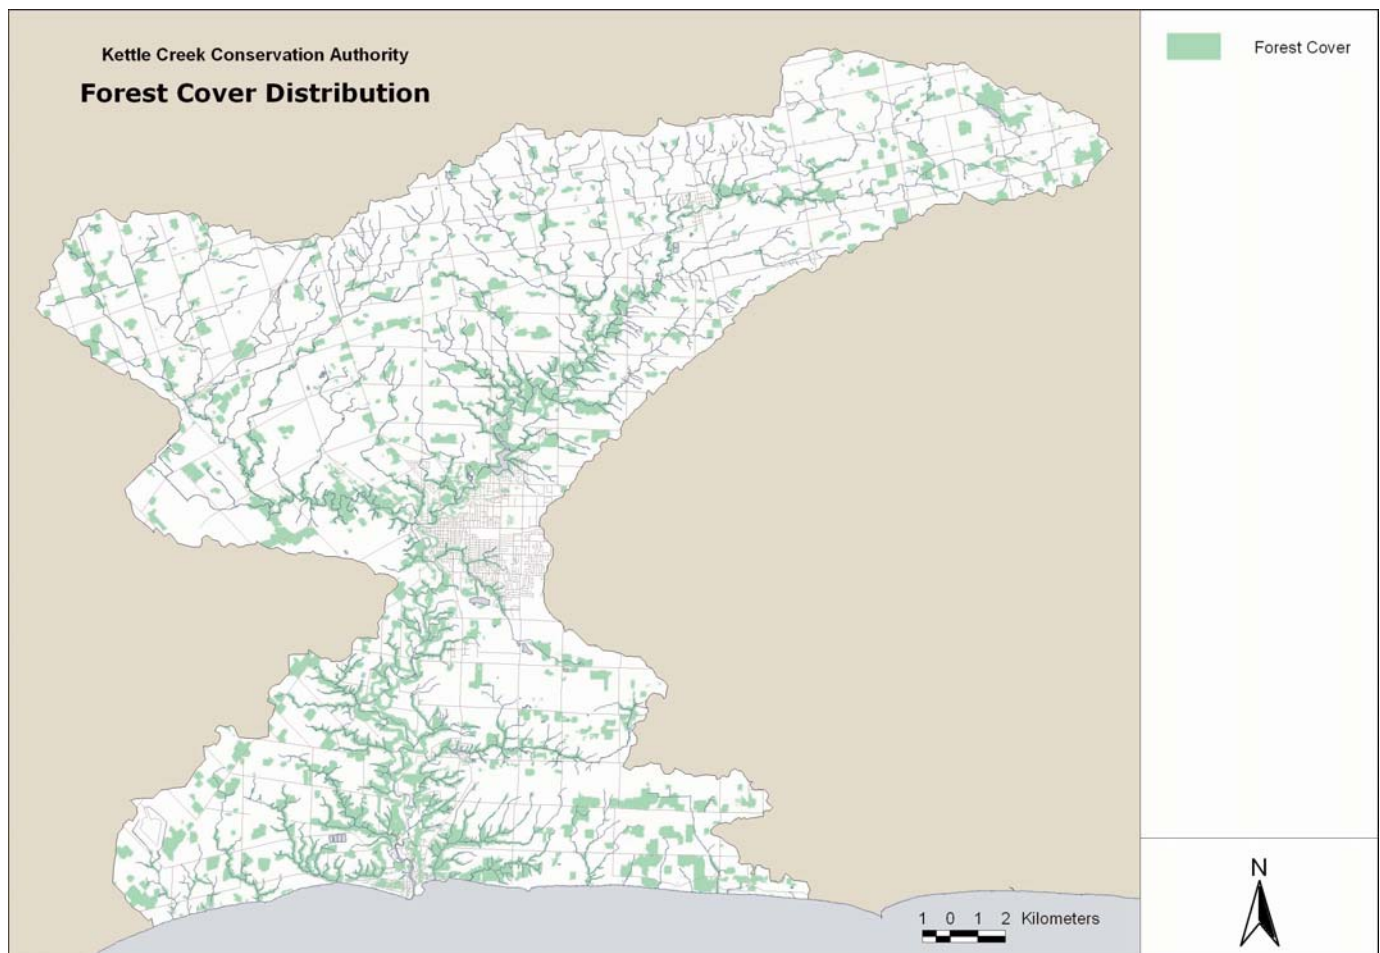 Kettle Creek Conservation Authority
Forest Cover Distribution
Forest Cover
N
1 0 1 2 Kilometers